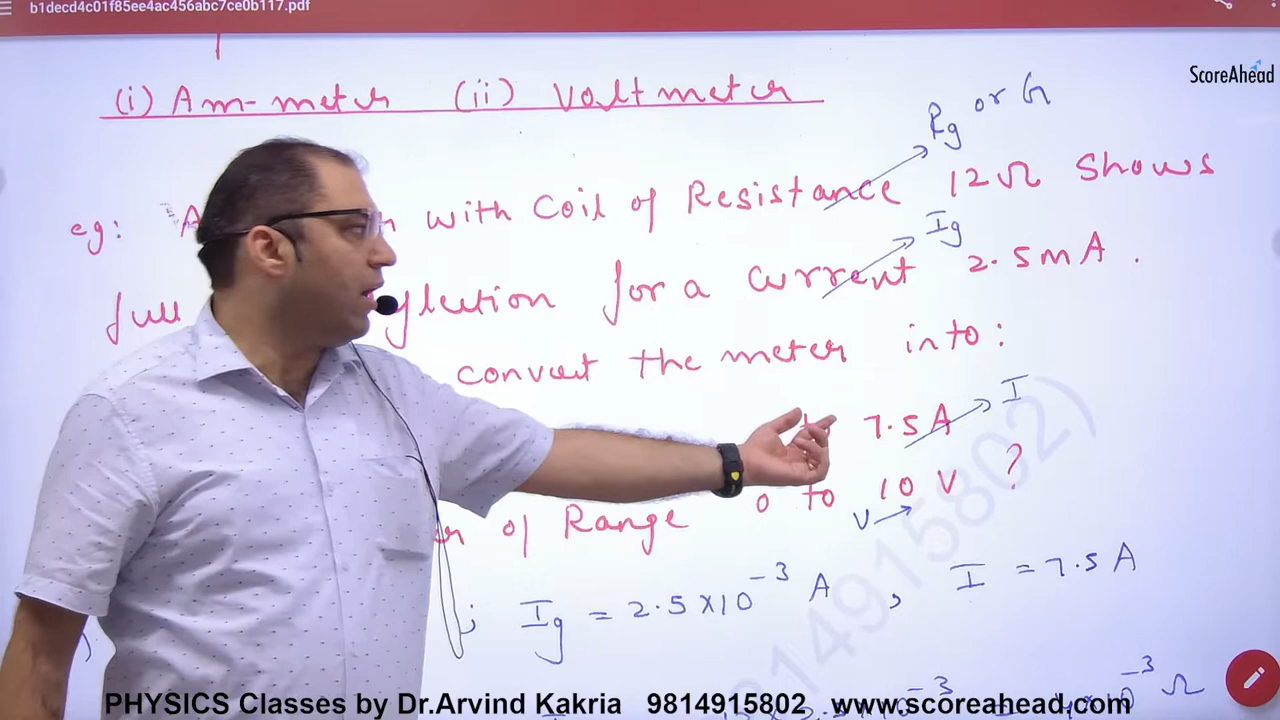 b1decd4c01f85ee4ac456abc7ce0b117.pdf
ScoreAhead
(i) Am-meter (ii) Voltmeter
Rg or G
eg: with Coil of Resistance 12Ω Shows
Ig
full for a Current 2.5mA.
convert the meter into:
I
to 7.5A
of Range 0 to 10 V ?
V
Ig = 2.5×10⁻³ A , I = 7.5A
PHYSICS Classes by Dr.Arvind Kakria 9814915802 www.scoreahead.com